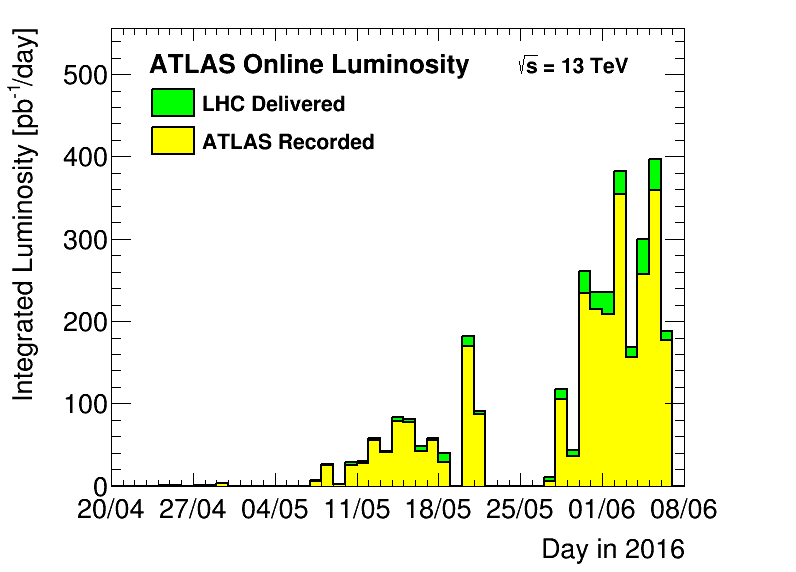 Integrated Luminosity [pb⁻¹/day]
500
400
300
200
100
0
ATLAS Online Luminosity √s = 13 TeV
LHC Delivered
ATLAS Recorded
20/04 27/04 04/05 11/05 18/05 25/05 01/06 08/06
Day in 2016